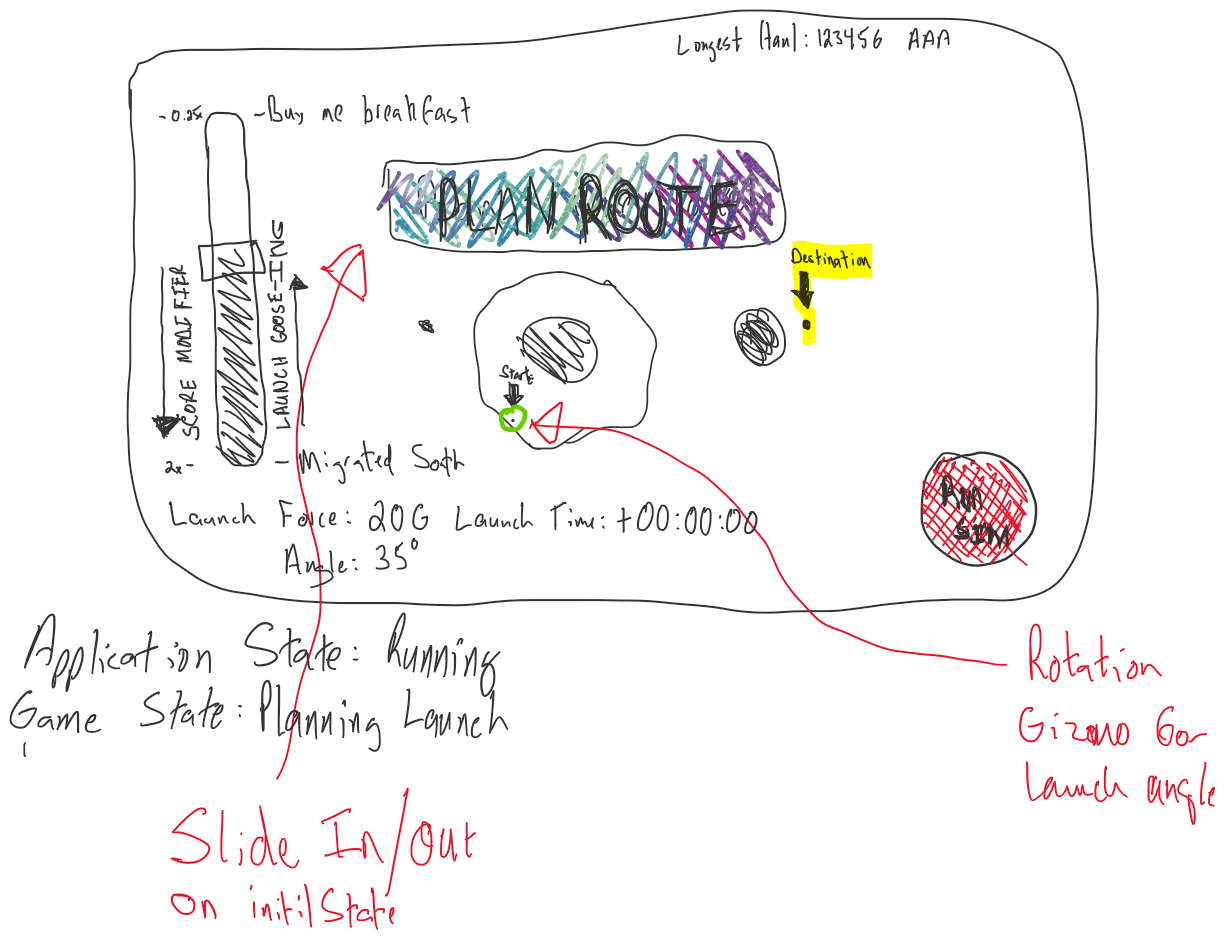 Longest (tau): 123456 AAA
-0.25x
~Buy me breakfast
PLAN ROUTE
SCORE MODIFIER
LAUNCH GOOSE-ING
Destination
Start
2x-
- Migrated South
Launch Force: 20G Launch Time: +00:00:00
Angle: 35°
RUN
SIM
Application State: Running
Game State: Planning Launch
Rotation
Gizmo for
Launch angle
Slide In/Out
on initil State